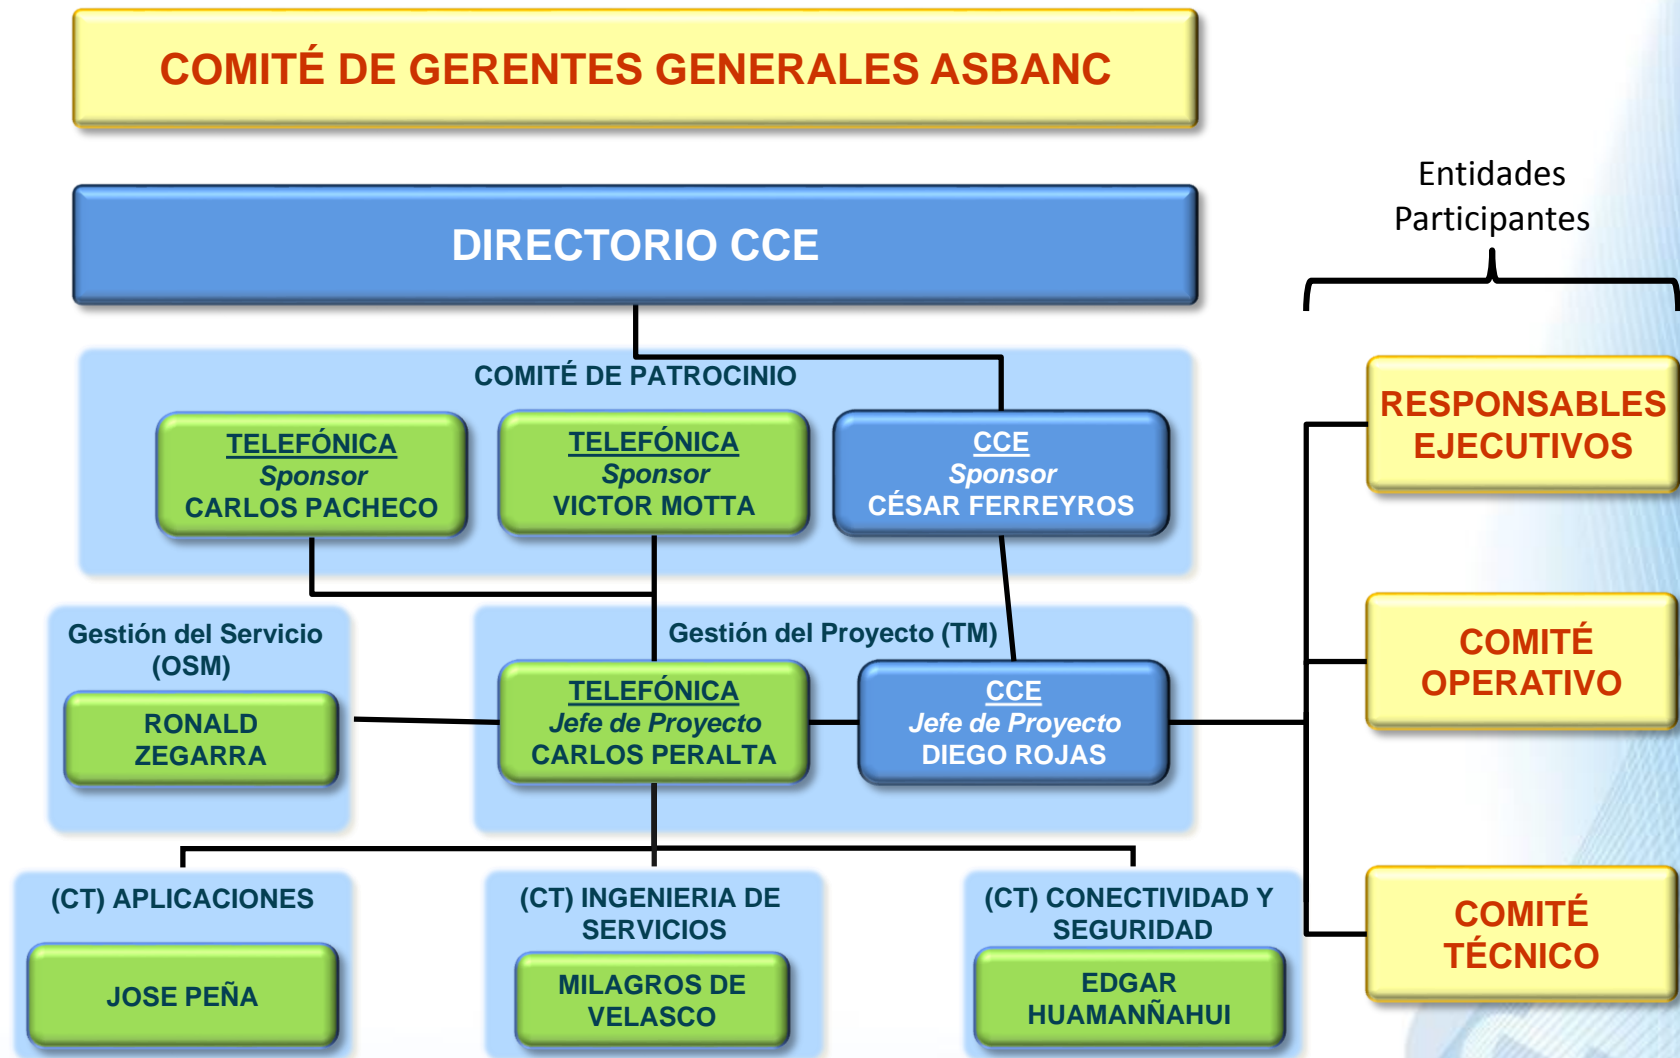 COMITÉ DE GERENTES GENERALES ASBANC
DIRECTORIO CCE
Entidades
Participantes
COMITÉ DE PATROCINIO
TELEFÓNICA
Sponsor
CARLOS PACHECO
TELEFÓNICA
Sponsor
VICTOR MOTTA
CCE
Sponsor
CÉSAR FERREYROS
RESPONSABLES
EJECUTIVOS
Gestión del Servicio
(OSM)
RONALD
ZEGARRA
Gestión del Proyecto (TM)
TELEFÓNICA
Jefe de Proyecto
CARLOS PERALTA
CCE
Jefe de Proyecto
DIEGO ROJAS
COMITÉ
OPERATIVO
(CT) APLICACIONES
JOSE PEÑA
(CT) INGENIERIA DE
SERVICIOS
MILAGROS DE
VELASCO
(CT) CONECTIVIDAD Y
SEGURIDAD
EDGAR
HUAMANÑAHUI
COMITÉ
TÉCNICO